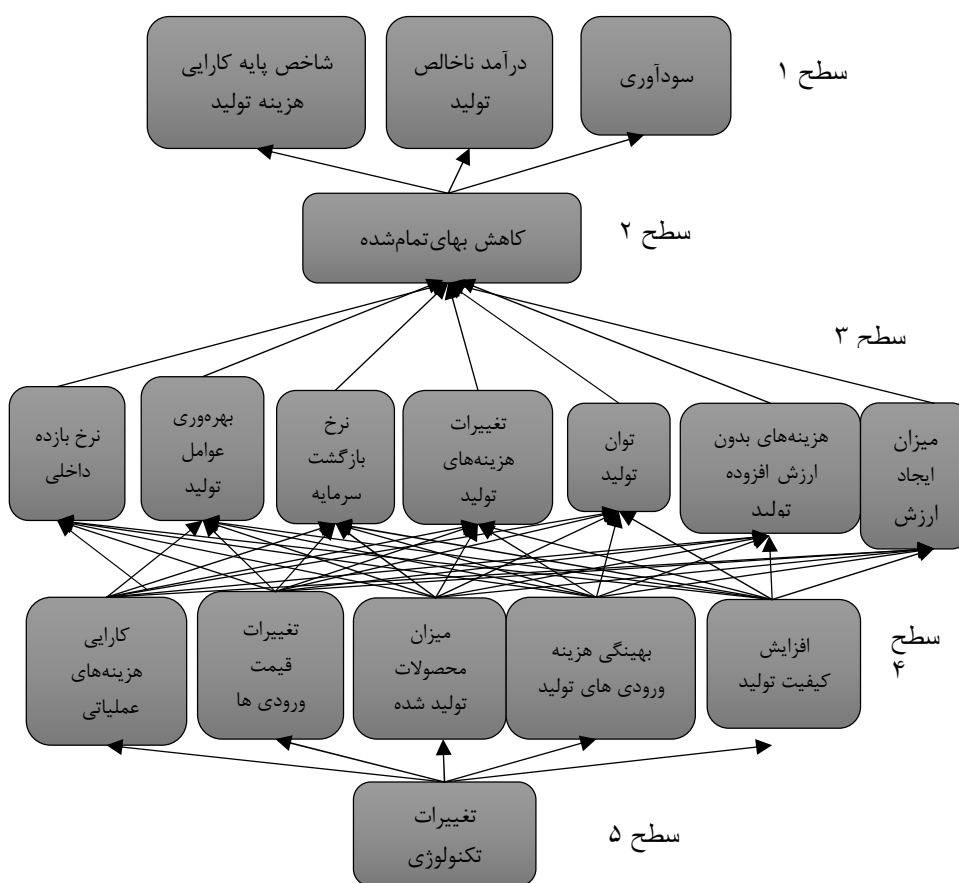 سطح ۱
سودآوری
درآمد ناخالص
تولید
شاخص پایه کارایی
هزینه تولید
سطح ۲
کاهش بهای‌تمام‌شده
سطح ۳
میزان
ایجاد
ارزش
هزینه‌های بدون
ارزش افزوده
تولید
توان
تولید
تغییرات
هزینه‌های
تولید
نرخ
بازگشت
سرمایه
بهره‌وری
عوامل
تولید
نرخ بازده
داخلی
سطح
۴
افزایش
کیفیت تولید
بهینگی هزینه
ورودی های تولید
میزان
محصولات
تولید شده
تغییرات
قیمت
ورودی ها
کارایی
هزینه‌های
عملیاتی
سطح ۵
تغییرات
تکنولوژی